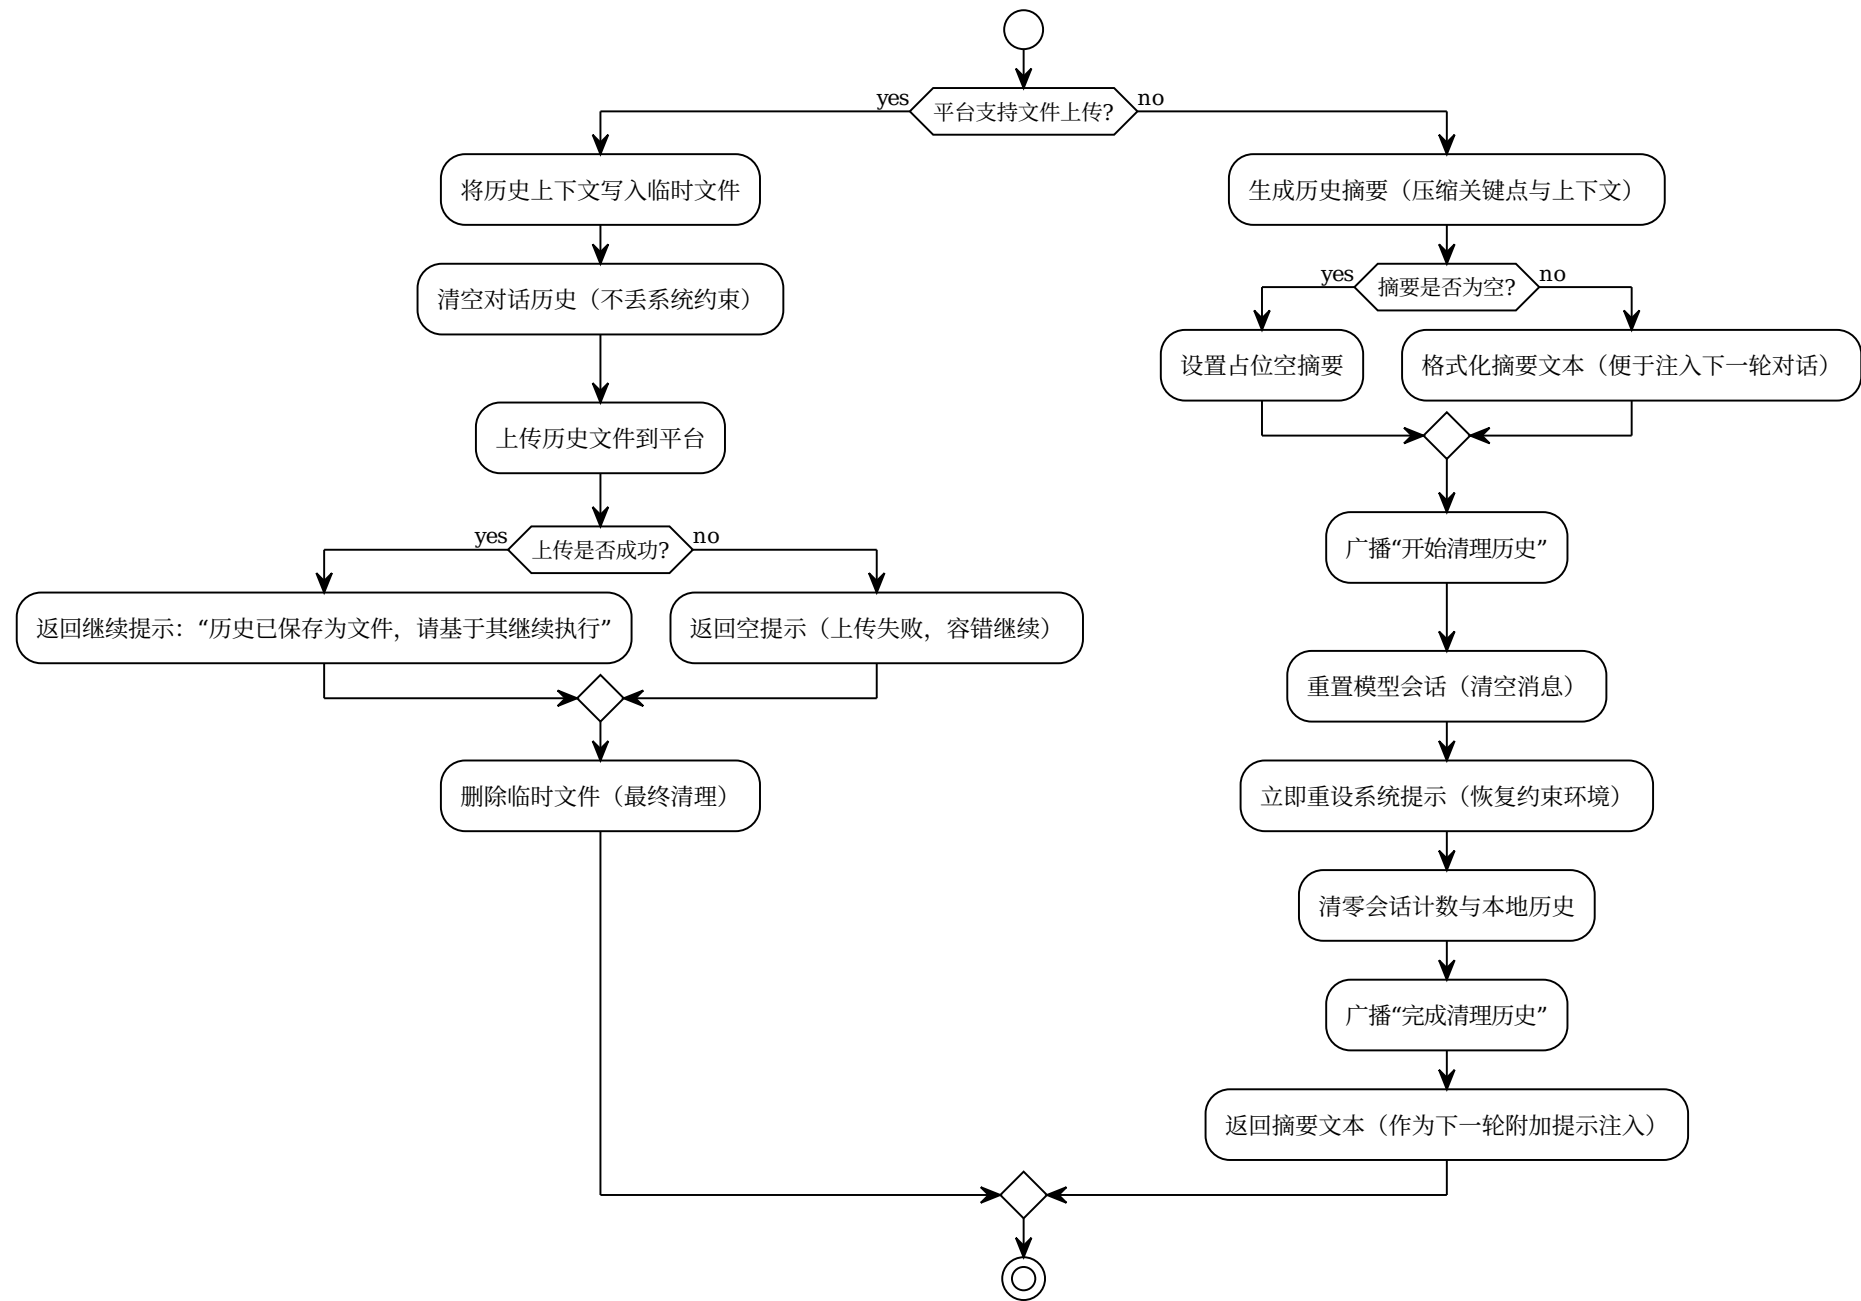 平台支持文件上传?
yes
no
将历史上下文写入临时文件
清空对话历史（不丢系统约束）
上传历史文件到平台
上传是否成功?
yes
no
返回继续提示：“历史已保存为文件，请基于其继续执行”
返回空提示（上传失败，容错继续）
删除临时文件（最终清理）
生成历史摘要（压缩关键点与上下文）
摘要是否为空?
yes
no
设置占位空摘要
格式化摘要文本（便于注入下一轮对话）
广播“开始清理历史”
重置模型会话（清空消息）
立即重设系统提示（恢复约束环境）
清零会话计数与本地历史
广播“完成清理历史”
返回摘要文本（作为下一轮附加提示注入）